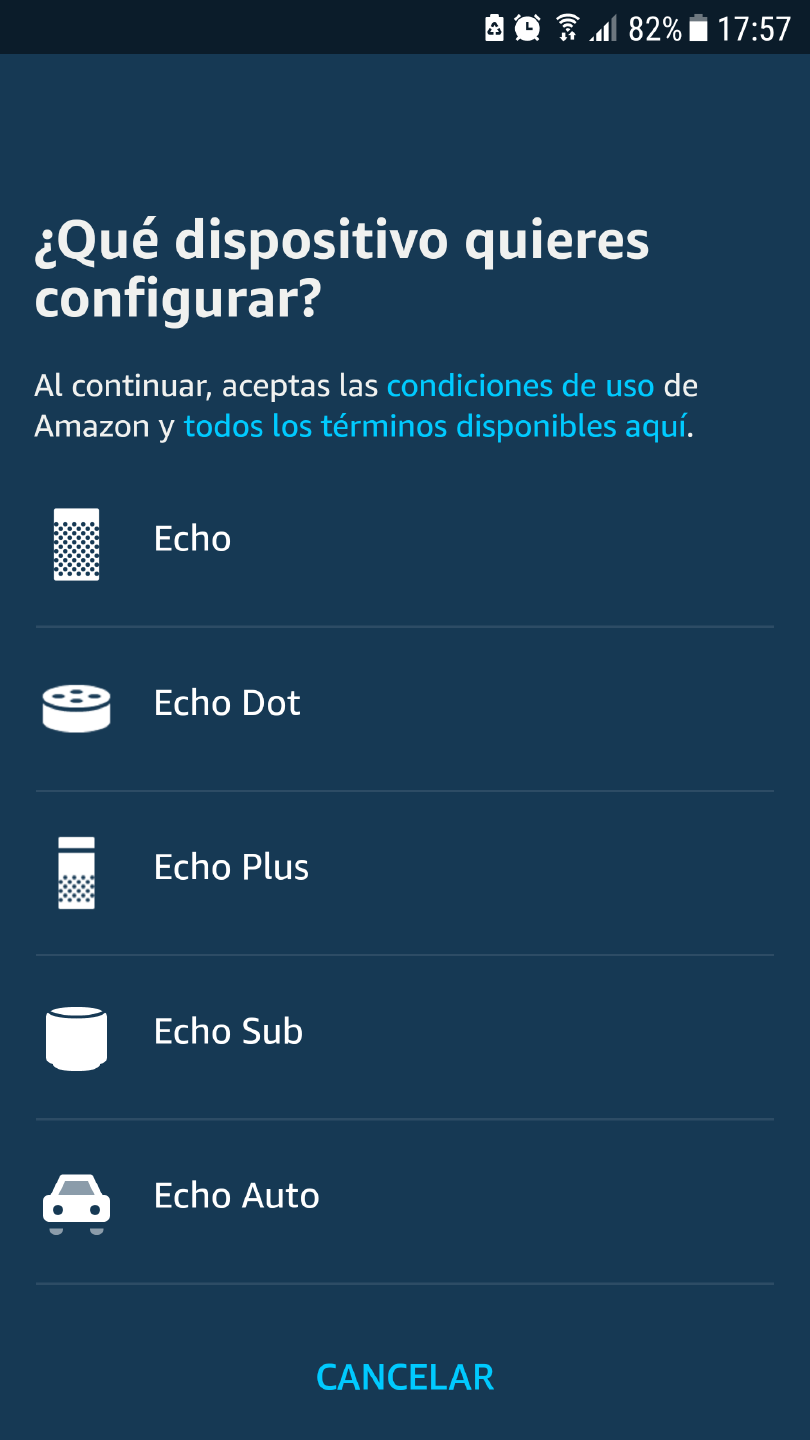 82% 17:57
¿Qué dispositivo quieres
configurar?
Al continuar, aceptas las condiciones de uso de
Amazon y todos los términos disponibles aquí.
Echo
Echo Dot
Echo Plus
Echo Sub
Echo Auto
CANCELAR